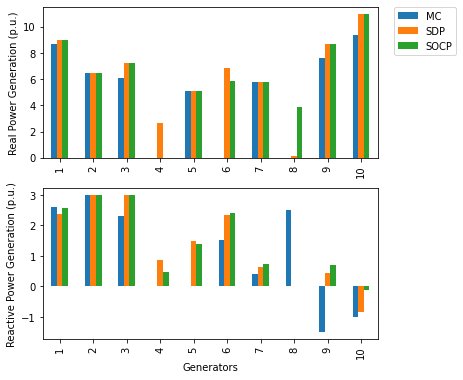 MC
SDP
SOCP
Real Power Generation (p.u.)
10
8
6
4
2
0
1 2 3 4 5 6 7 8 9 10
Reactive Power Generation (p.u.)
3
2
1
0
−1
1 2 3 4 5 6 7 8 9 10
Generators